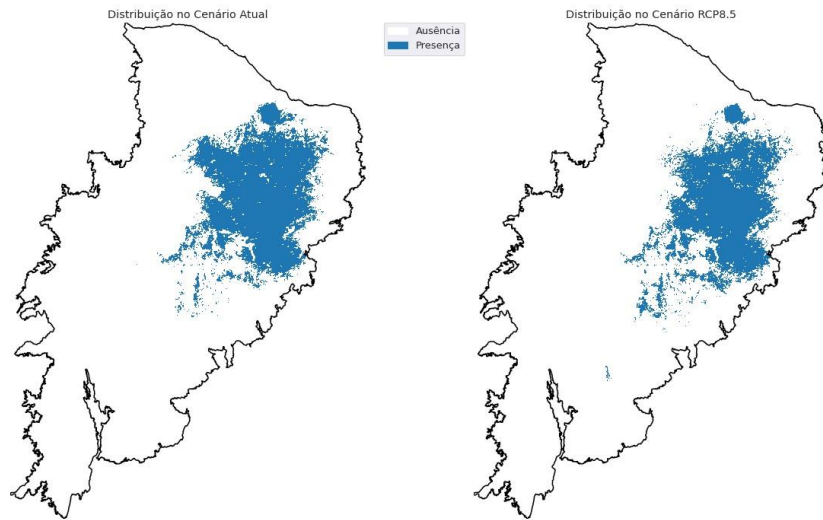 Distribuição no Cenário Atual
Ausência
Presença
Distribuição no Cenário RCP8.5